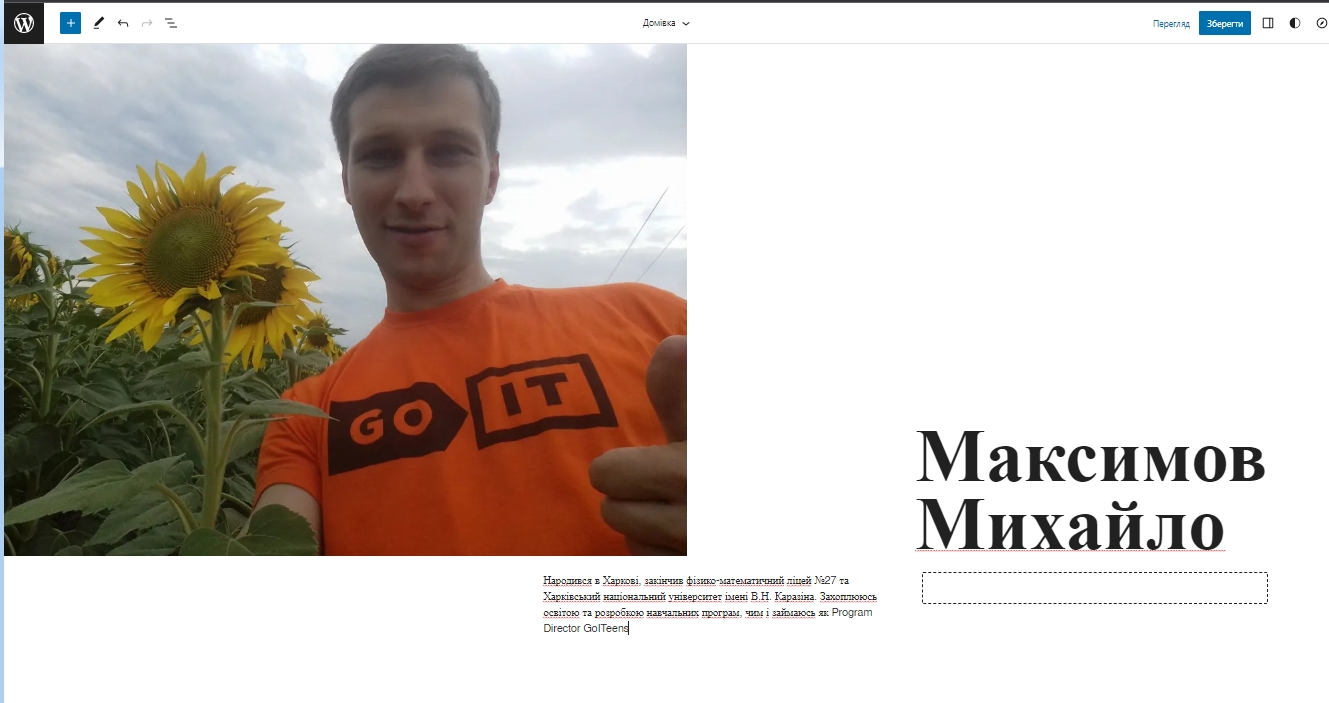 Домівка
Перегляд
Зберегти
GO IT
Максимов
Михайло
Народився в Харкові, закінчив фізико-математичний ліцей №27 та
Харківський національний університет імені В.Н. Каразіна. Захоплююсь
освітою та розробкою навчальних програм, чим і займаюсь як Program
Director GoITeens